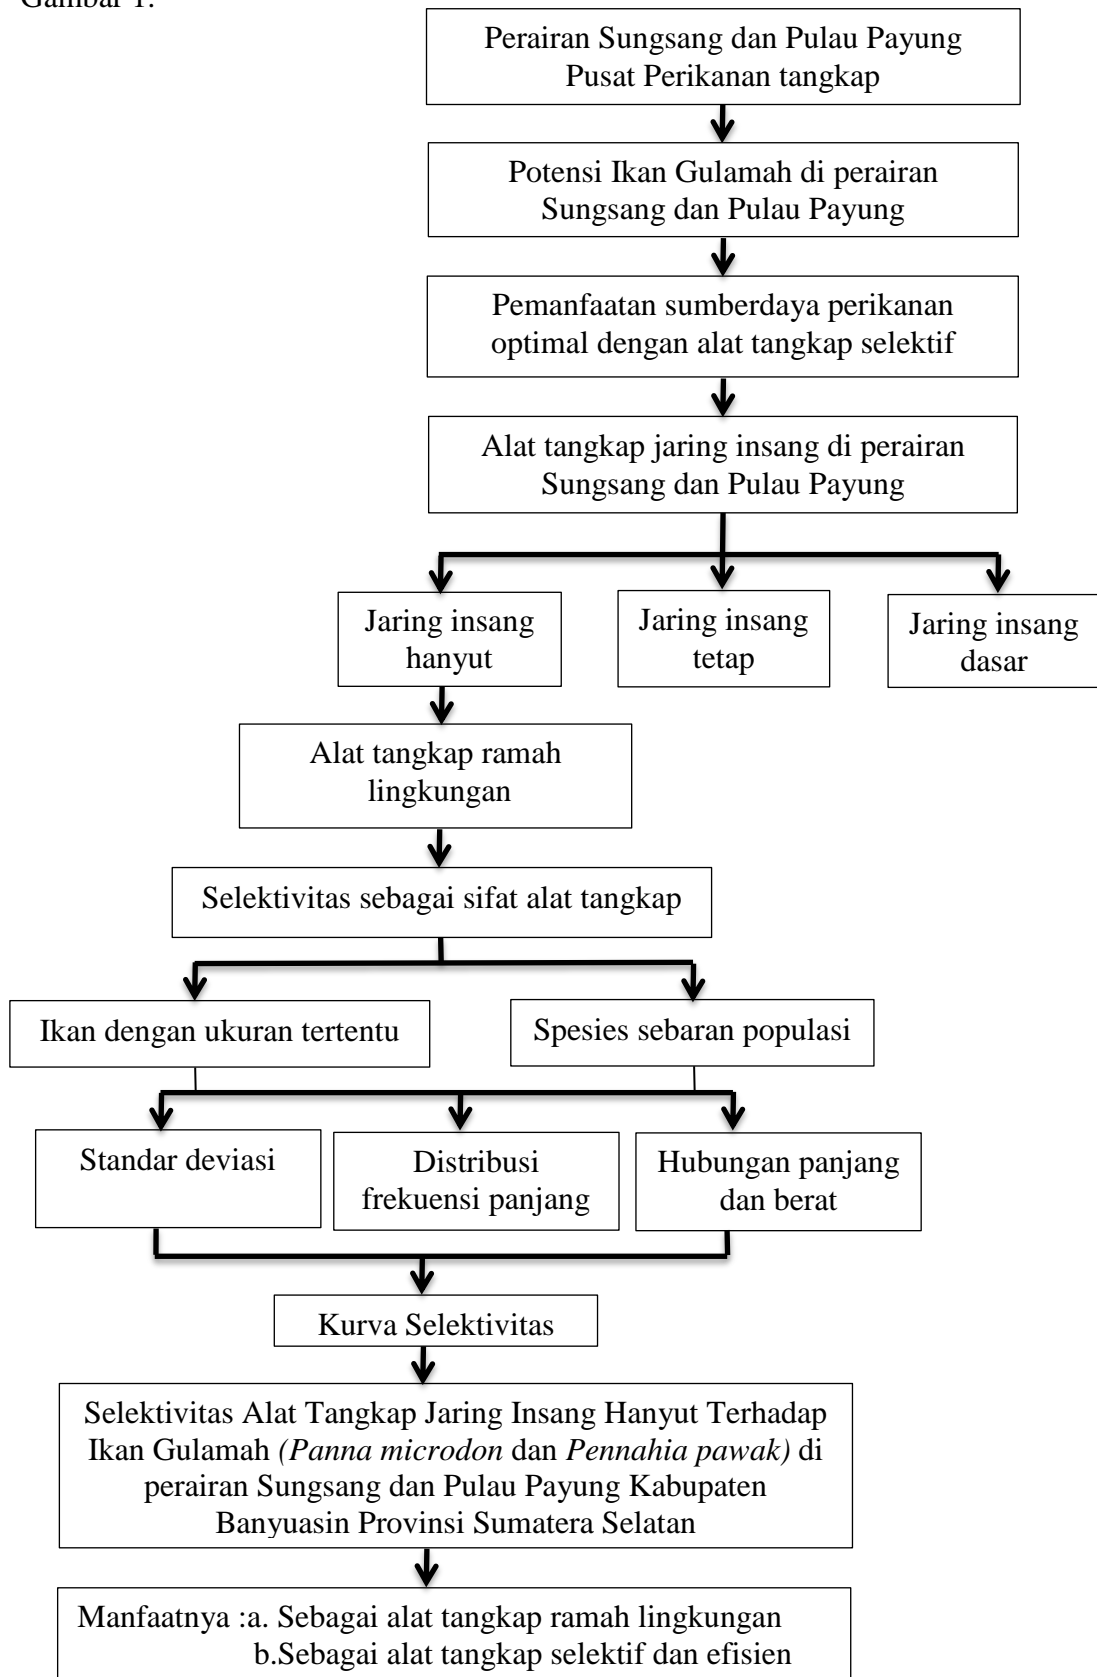 Gambar 1.
Perairan Sungsang dan Pulau Payung
Pusat Perikanan tangkap
Potensi Ikan Gulamah di perairan
Sungsang dan Pulau Payung
Pemanfaatan sumberdaya perikanan
optimal dengan alat tangkap selektif
Alat tangkap jaring insang di perairan
Sungsang dan Pulau Payung
Jaring insang
hanyut
Jaring insang
tetap
Jaring insang
dasar
Alat tangkap ramah
lingkungan
Selektivitas sebagai sifat alat tangkap
Ikan dengan ukuran tertentu
Spesies sebaran populasi
Standar deviasi
Distribusi
frekuensi panjang
Hubungan panjang
dan berat
Kurva Selektivitas
Selektivitas Alat Tangkap Jaring Insang Hanyut Terhadap
Ikan Gulamah (Panna microdon dan Pennahia pawak) di
perairan Sungsang dan Pulau Payung Kabupaten
Banyuasin Provinsi Sumatera Selatan
Manfaatnya :a. Sebagai alat tangkap ramah lingkungan
b.Sebagai alat tangkap selektif dan efisien